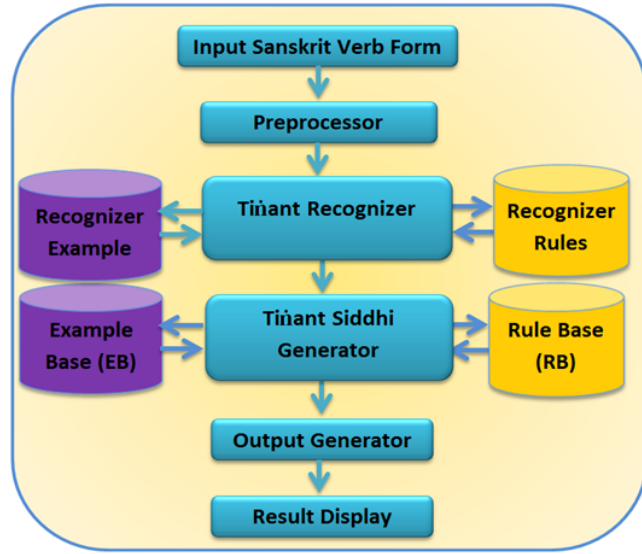 Input Sanskrit Verb Form
Preprocessor
Recognizer
Example
Tiṅant Recognizer
Recognizer
Rules
Example
Base (EB)
Tiṅant Siddhi
Generator
Rule Base
(RB)
Output Generator
Result Display